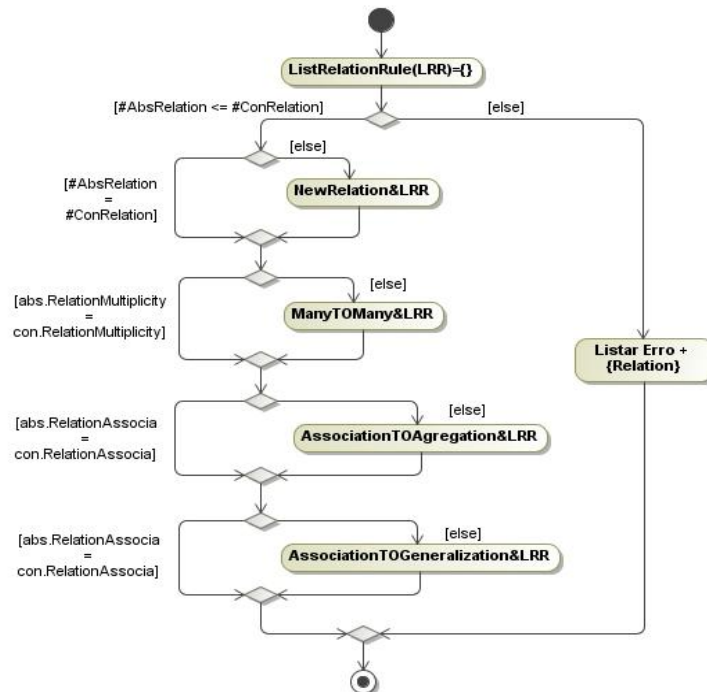 ListRelationRule(LRR)={}
[#AbsRelation <= #ConRelation]
[else]
[else]
[#AbsRelation
=
#ConRelation]
NewRelation&LRR
[else]
[abs.RelationMultiplicity
=
con.RelationMultiplicity]
ManyTOMany&LRR
Listar Erro +
{Relation}
[else]
[abs.RelationAssocia
=
con.RelationAssocia]
AssociationTOAgregation&LRR
[else]
[abs.RelationAssocia
=
con.RelationAssocia]
AssociationTOGeneralization&LRR